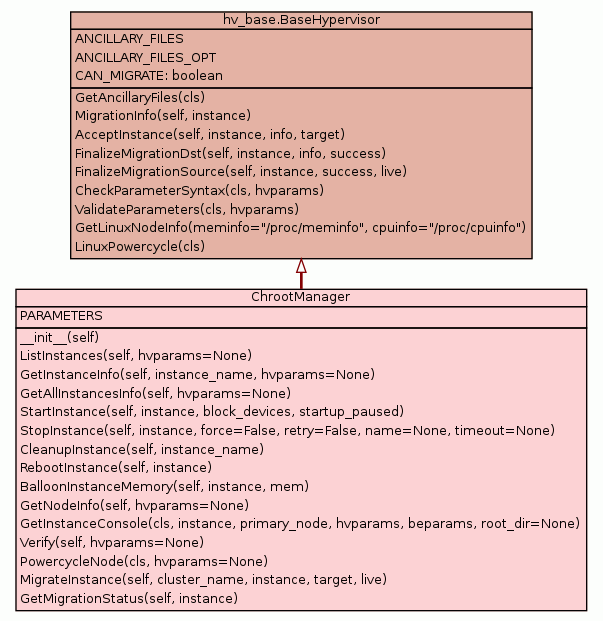 hv_base.BaseHypervisor
ANCILLARY_FILES
ANCILLARY_FILES_OPT
CAN_MIGRATE: boolean
GetAncillaryFiles(cls)
MigrationInfo(self, instance)
AcceptInstance(self, instance, info, target)
FinalizeMigrationDst(self, instance, info, success)
FinalizeMigrationSource(self, instance, success, live)
CheckParameterSyntax(cls, hvparams)
ValidateParameters(cls, hvparams)
GetLinuxNodeInfo(meminfo="/proc/meminfo", cpuinfo="/proc/cpuinfo")
LinuxPowercycle(cls)
ChrootManager
PARAMETERS
__init__(self)
ListInstances(self, hvparams=None)
GetInstanceInfo(self, instance_name, hvparams=None)
GetAllInstancesInfo(self, hvparams=None)
StartInstance(self, instance, block_devices, startup_paused)
StopInstance(self, instance, force=False, retry=False, name=None, timeout=None)
CleanupInstance(self, instance_name)
RebootInstance(self, instance)
BalloonInstanceMemory(self, instance, mem)
GetNodeInfo(self, hvparams=None)
GetInstanceConsole(cls, instance, primary_node, hvparams, beparams, root_dir=None)
Verify(self, hvparams=None)
PowercycleNode(cls, hvparams=None)
MigrateInstance(self, cluster_name, instance, target, live)
GetMigrationStatus(self, instance)